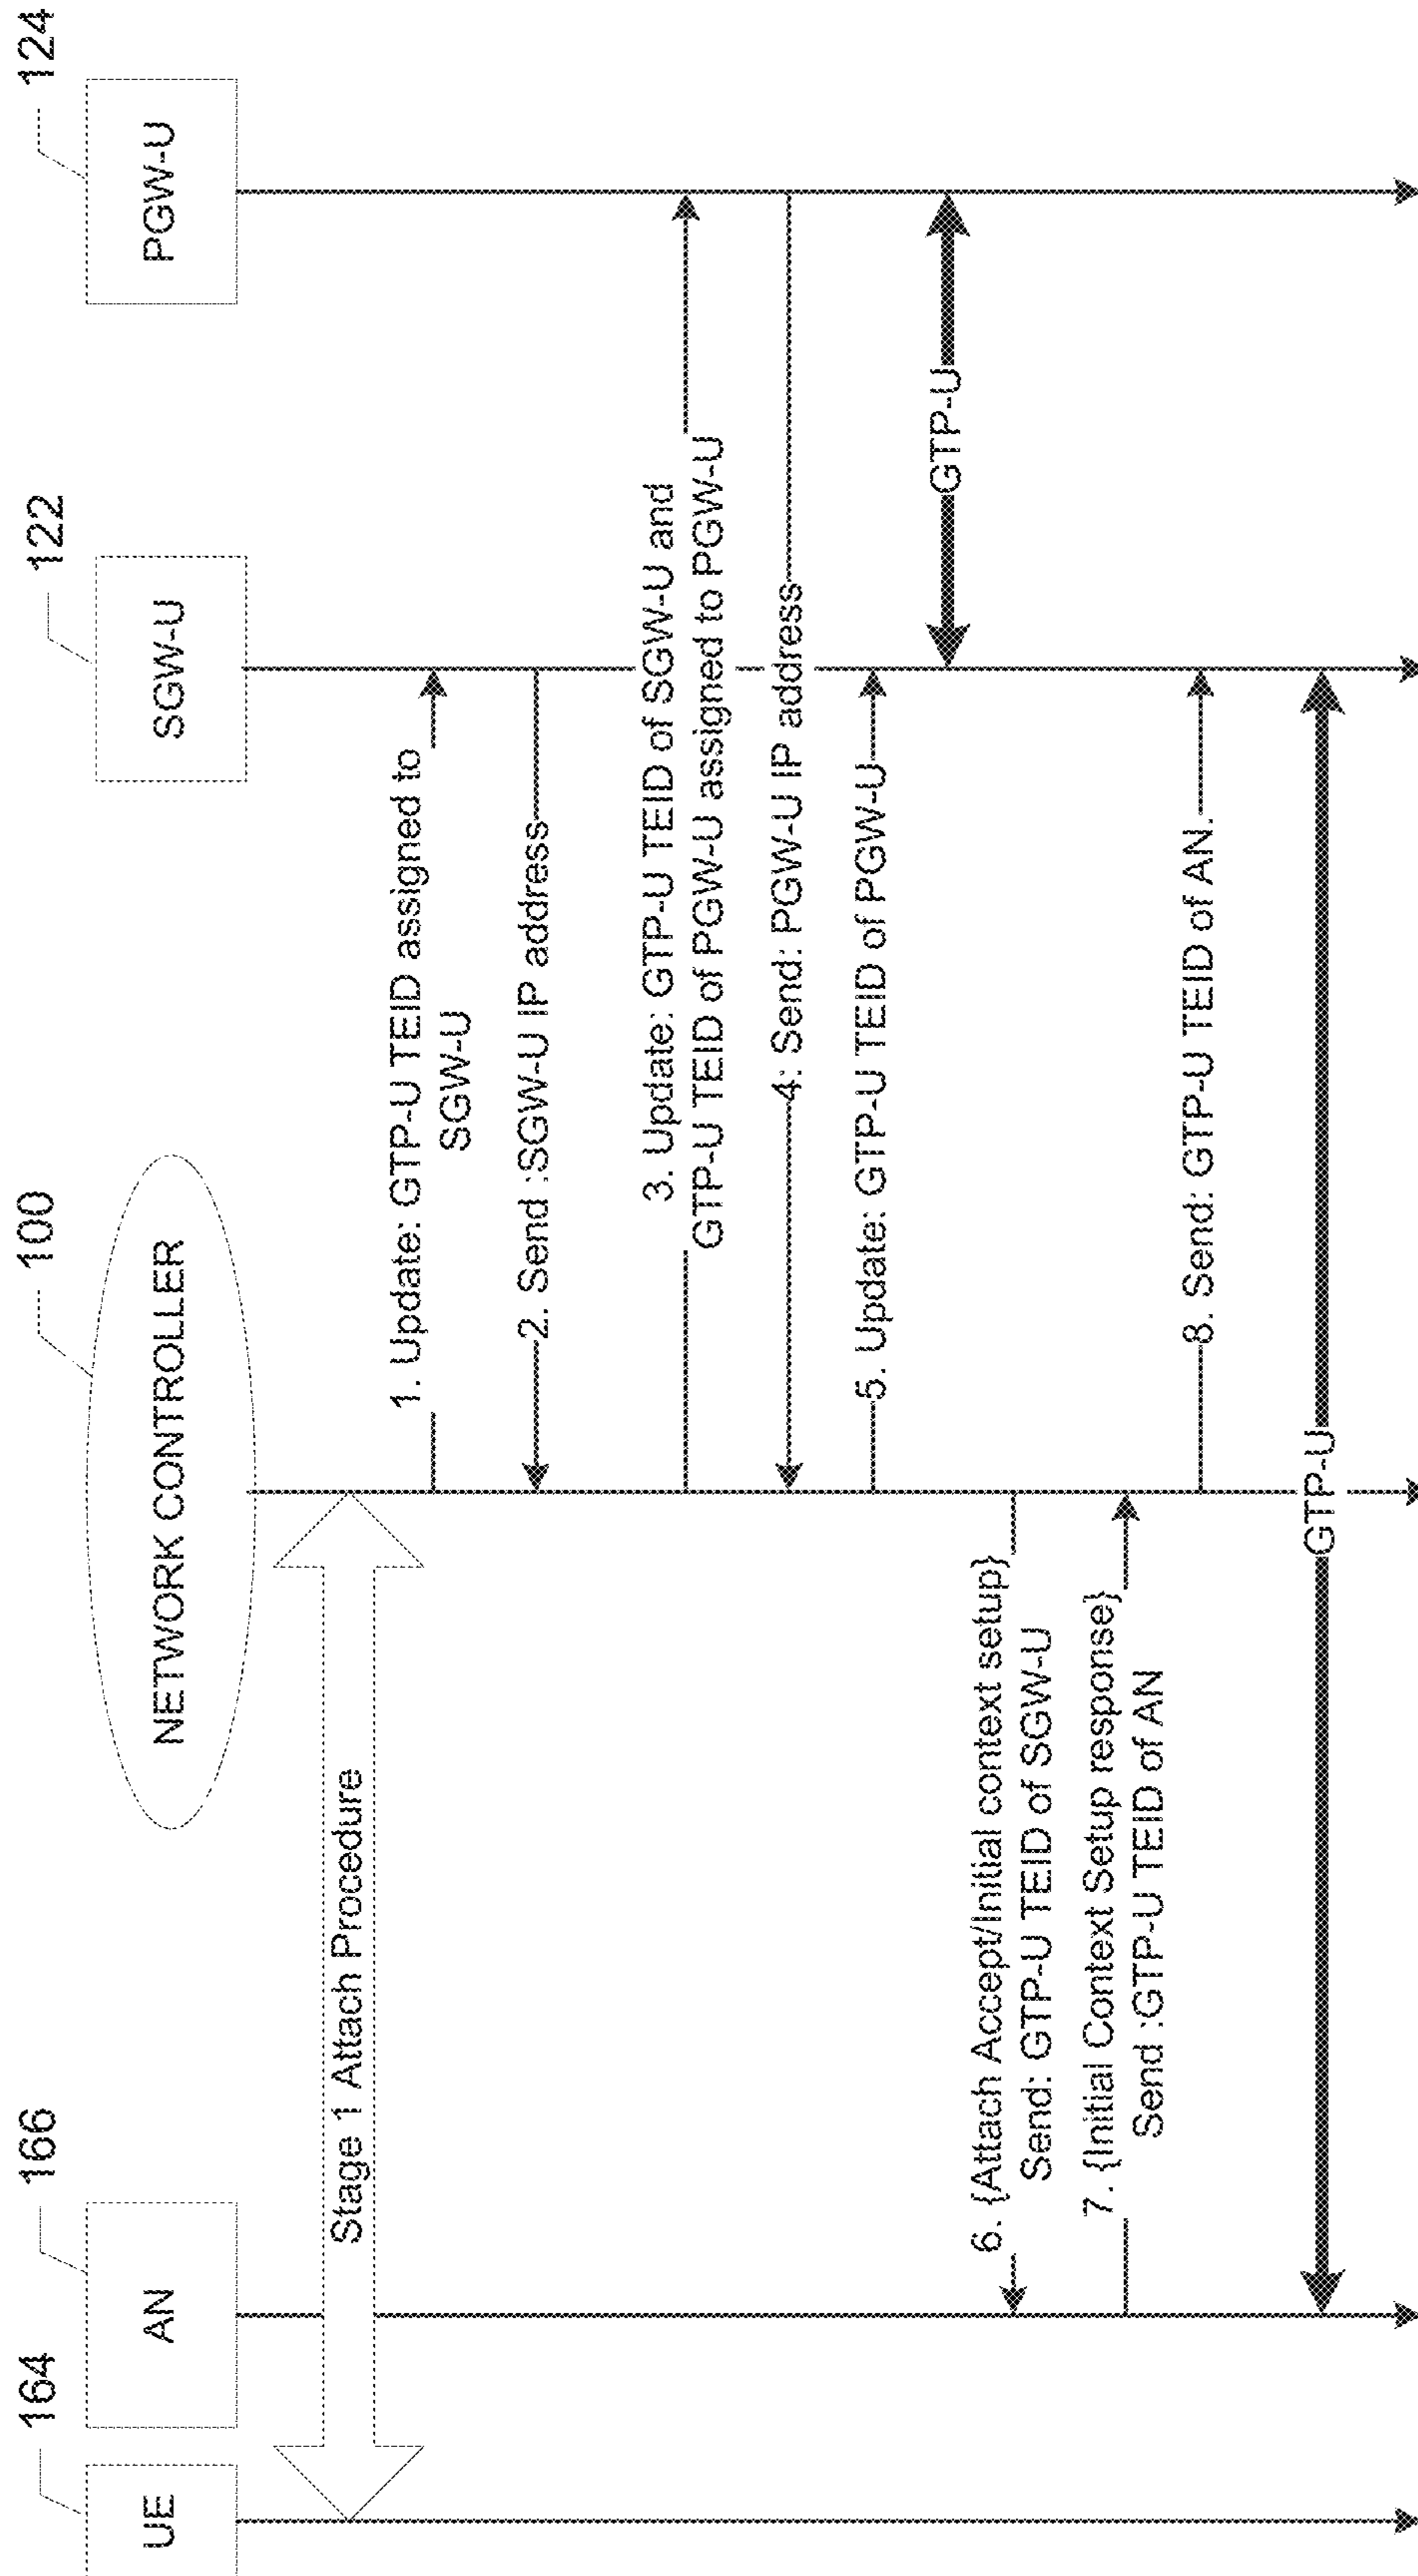 164
166
100
122
124
UE
AN
NETWORK CONTROLLER
SGW-U
PGW-U
Stage 1 Attach Procedure
1. Update: GTP-U TEID assigned to
SGW-U
2. Send :SGW-U IP address
3. Update: GTP-U TEID of SGW-U and
GTP-U TEID of PGW-U assigned to PGW-U
4: Send: PGW-U IP address
5. Update: GTP-U TEID of PGW-U
GTP-U
6. {Attach Accept/Initial context setup}
Send: GTP-U TEID of SGW-U
7. {Initial Context Setup response}
Send :GTP-U TEID of AN
8. Send: GTP-U TEID of AN.
GTP-U